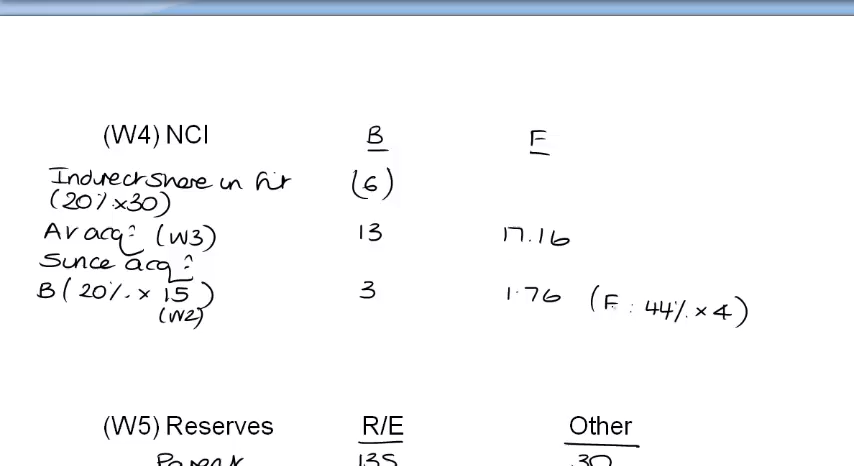 (W4) NCI B F
Indirect share in Fir (6)
(20% x 30)
At acq: (W3) 13 17.16
Since acq:
B (20% x 15) 3 1.76 (F : 44% x 4)
(W2)
(W5) Reserves R/E Other
Parent 135 30